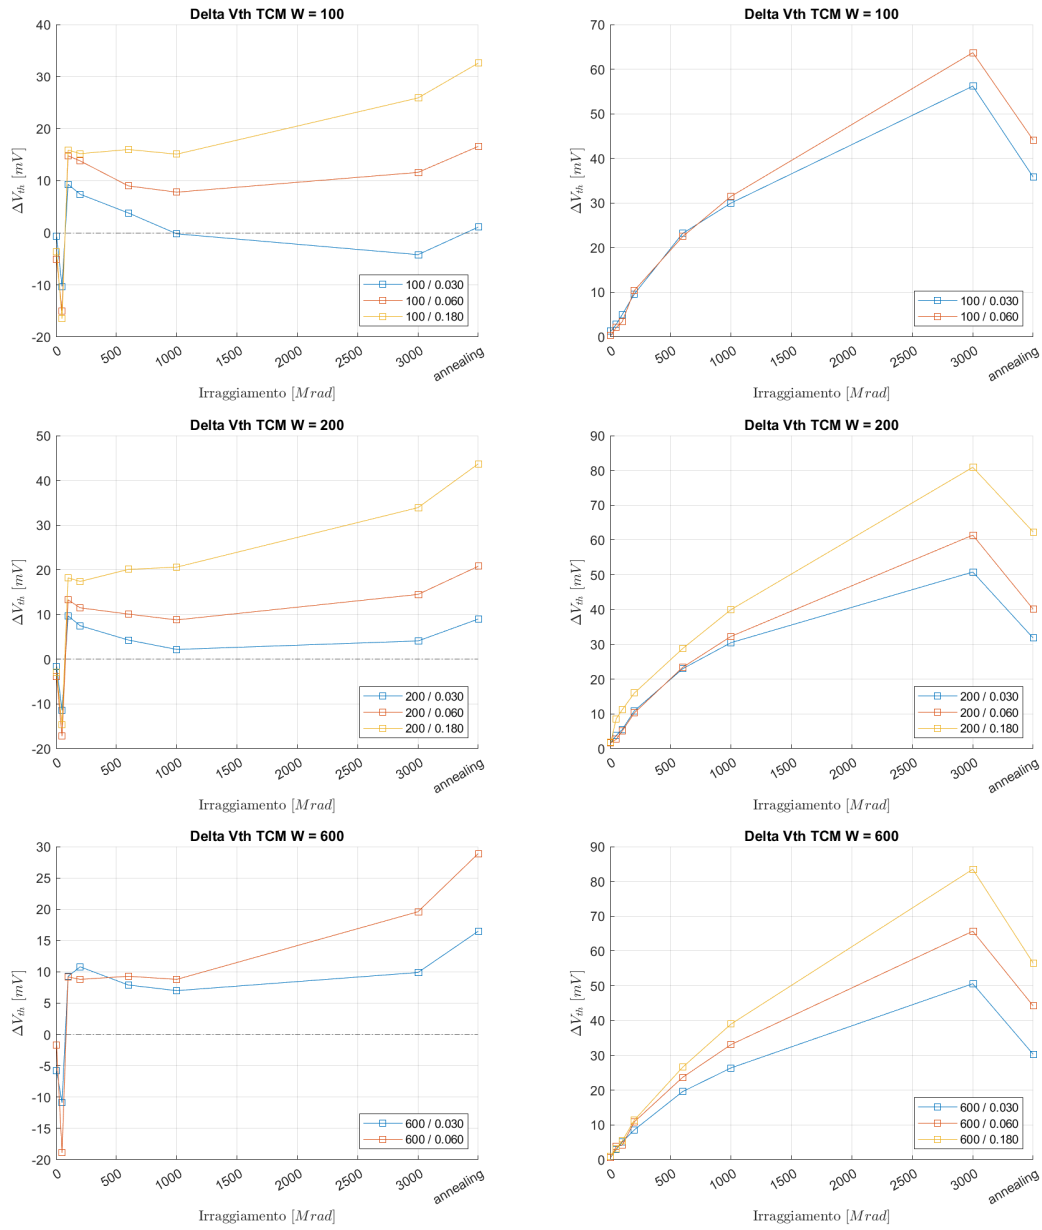 Delta Vth TCM W = 100
40
30
20
10
0
-10
-20
ΔVth [mV]
0
500
1000
1500
2000
2500
3000
annealing
Irraggiamento [Mrad]
100 / 0.030
100 / 0.060
100 / 0.180
Delta Vth TCM W = 100
70
60
50
40
30
20
10
0
ΔVth [mV]
0
500
1000
1500
2000
2500
3000
annealing
Irraggiamento [Mrad]
100 / 0.030
100 / 0.060
Delta Vth TCM W = 200
50
40
30
20
10
0
-10
-20
ΔVth [mV]
0
500
1000
1500
2000
2500
3000
annealing
Irraggiamento [Mrad]
200 / 0.030
200 / 0.060
200 / 0.180
Delta Vth TCM W = 200
90
80
70
60
50
40
30
20
10
0
ΔVth [mV]
0
500
1000
1500
2000
2500
3000
annealing
Irraggiamento [Mrad]
200 / 0.030
200 / 0.060
200 / 0.180
Delta Vth TCM W = 600
30
25
20
15
10
5
0
-5
-10
-15
-20
ΔVth [mV]
0
500
1000
1500
2000
2500
3000
annealing
Irraggiamento [Mrad]
600 / 0.030
600 / 0.060
Delta Vth TCM W = 600
90
80
70
60
50
40
30
20
10
0
ΔVth [mV]
0
500
1000
1500
2000
2500
3000
annealing
Irraggiamento [Mrad]
600 / 0.030
600 / 0.060
600 / 0.180